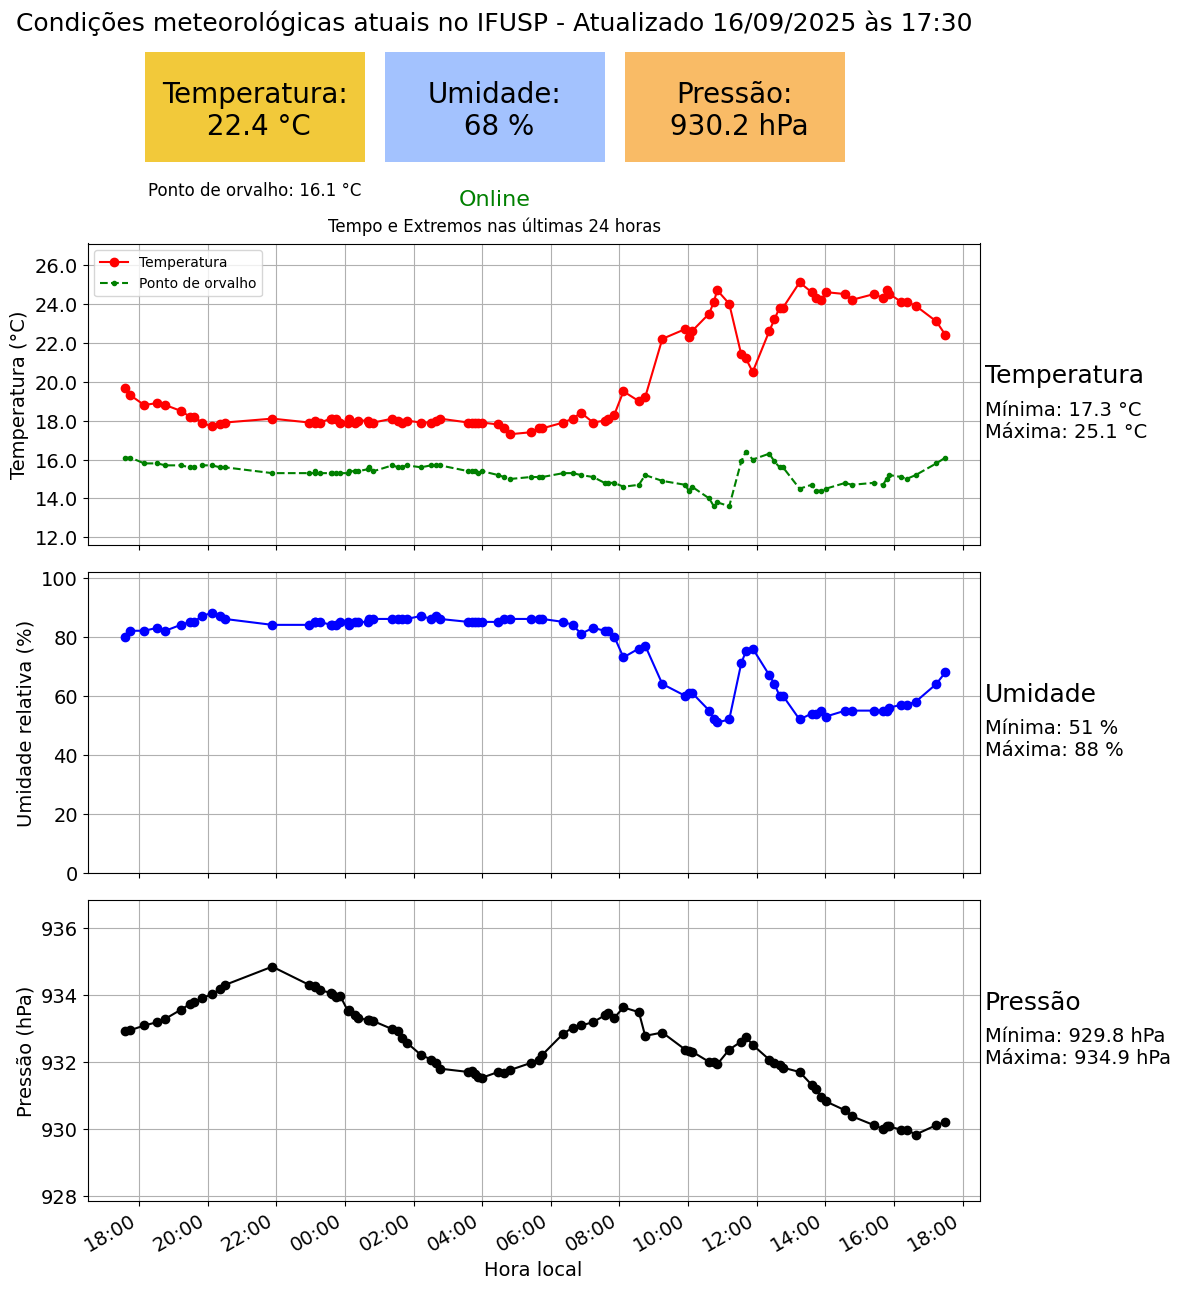 Condições meteorológicas atuais no IFUSP - Atualizado 16/09/2025 às 17:30
Temperatura:
22.4 °C
Umidade:
68 %
Pressão:
930.2 hPa
Ponto de orvalho: 16.1 °C
Online
Tempo e Extremos nas últimas 24 horas
Temperatura
Ponto de orvalho
Temperatura (°C)
26.0
24.0
22.0
20.0
18.0
16.0
14.0
12.0
Temperatura
Mínima: 17.3 °C
Máxima: 25.1 °C
Umidade relativa (%)
100
80
60
40
20
0
Umidade
Mínima: 51 %
Máxima: 88 %
Pressão (hPa)
936
934
932
930
928
Pressão
Mínima: 929.8 hPa
Máxima: 934.9 hPa
18:00
20:00
22:00
00:00
02:00
04:00
06:00
08:00
10:00
12:00
14:00
16:00
18:00
Hora local